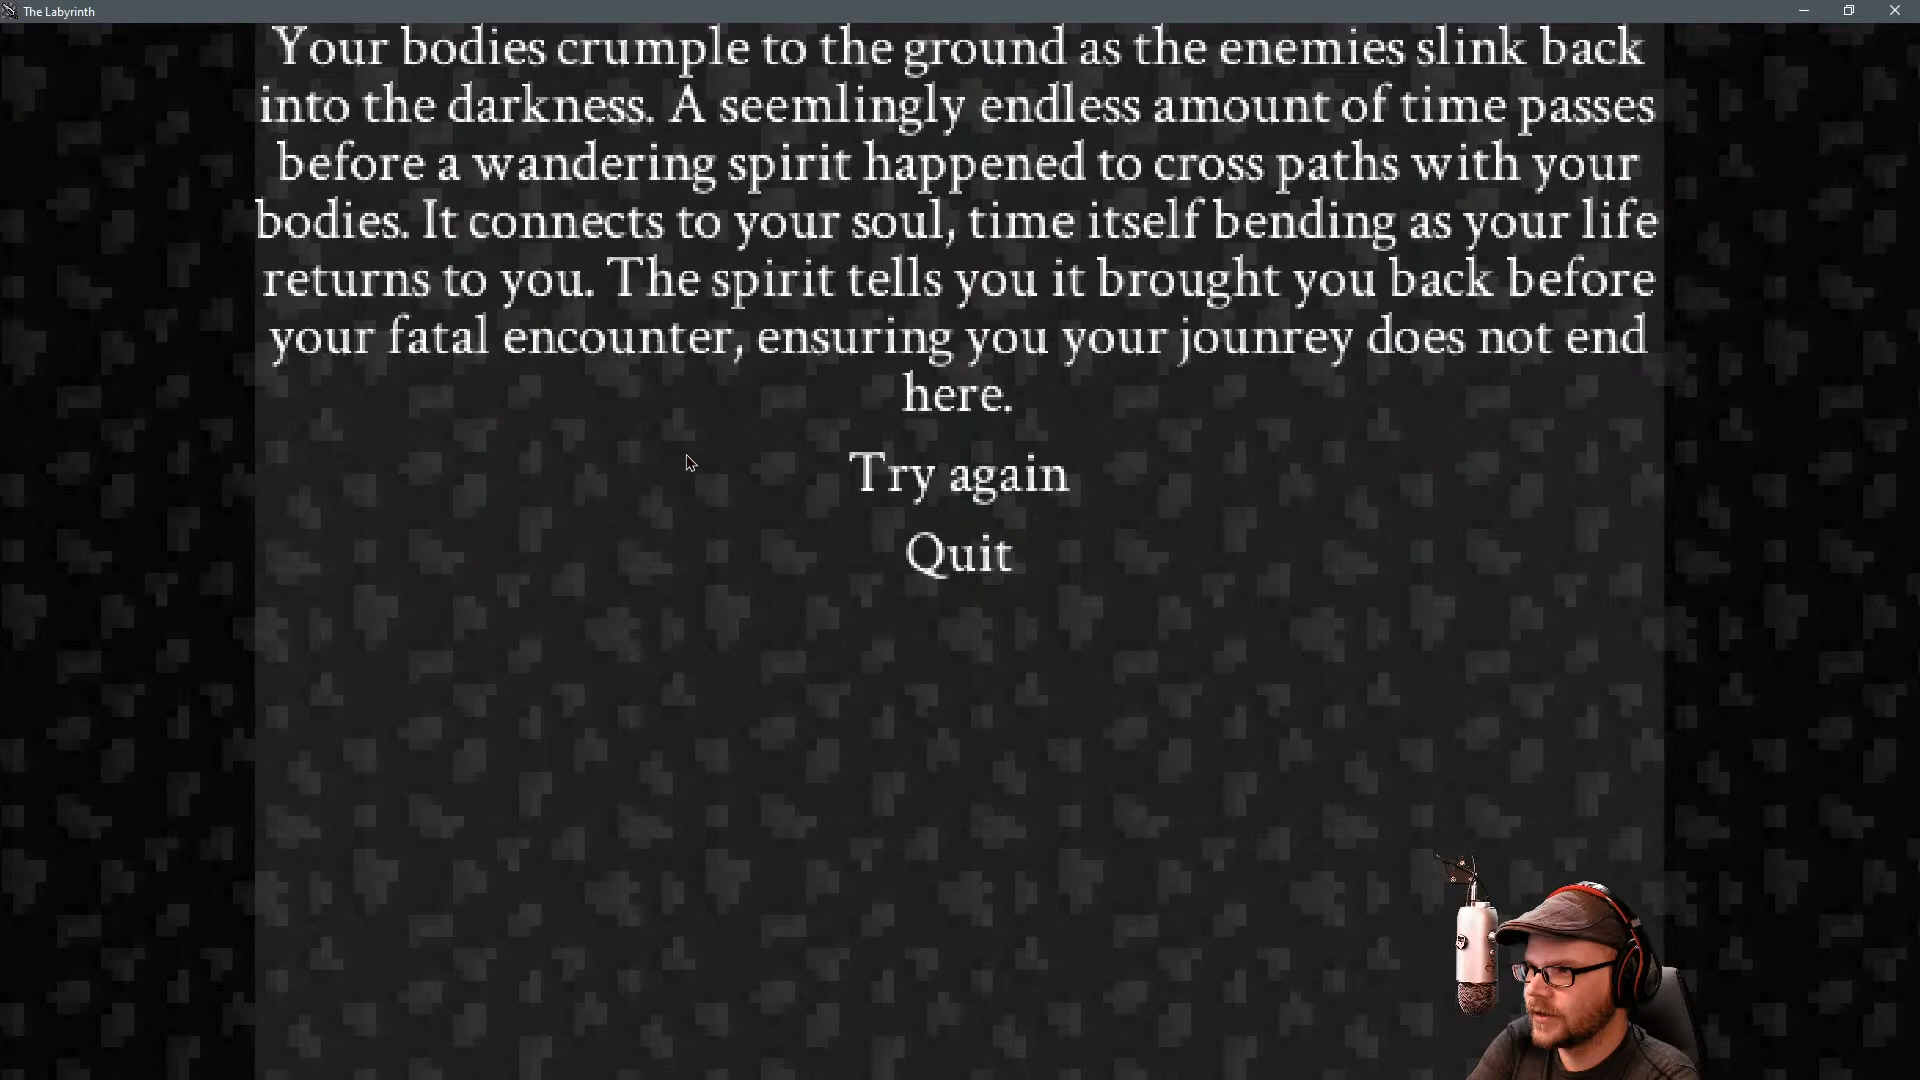 The Labyrinth
Your bodies crumple to the ground as the enemies slink back
into the darkness. A seemlingly endless amount of time passes
before a wandering spirit happened to cross paths with your
bodies. It connects to your soul, time itself bending as your life
returns to you. The spirit tells you it brought you back before
your fatal encounter, ensuring you your jounrey does not end
here.
Try again
Quit